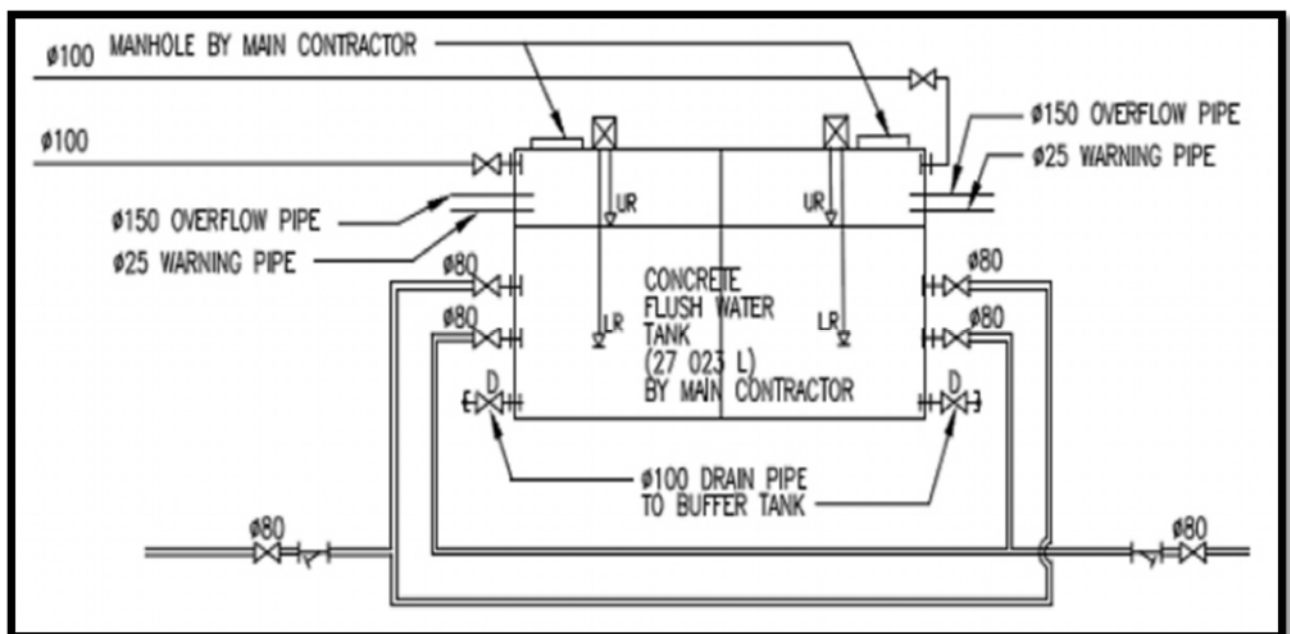 ø100 MANHOLE BY MAIN CONTRACTOR
ø100
ø150 OVERFLOW PIPE
ø25 WARNING PIPE
ø150 OVERFLOW PIPE
ø25 WARNING PIPE
UR
UR
ø80
ø80
ø80
ø80
CONCRETE
FLUSH WATER
TANK
(27 023 L)
BY MAIN CONTRACTOR
LR
LR
D
D
ø100 DRAIN PIPE
TO BUFFER TANK
ø80
ø80